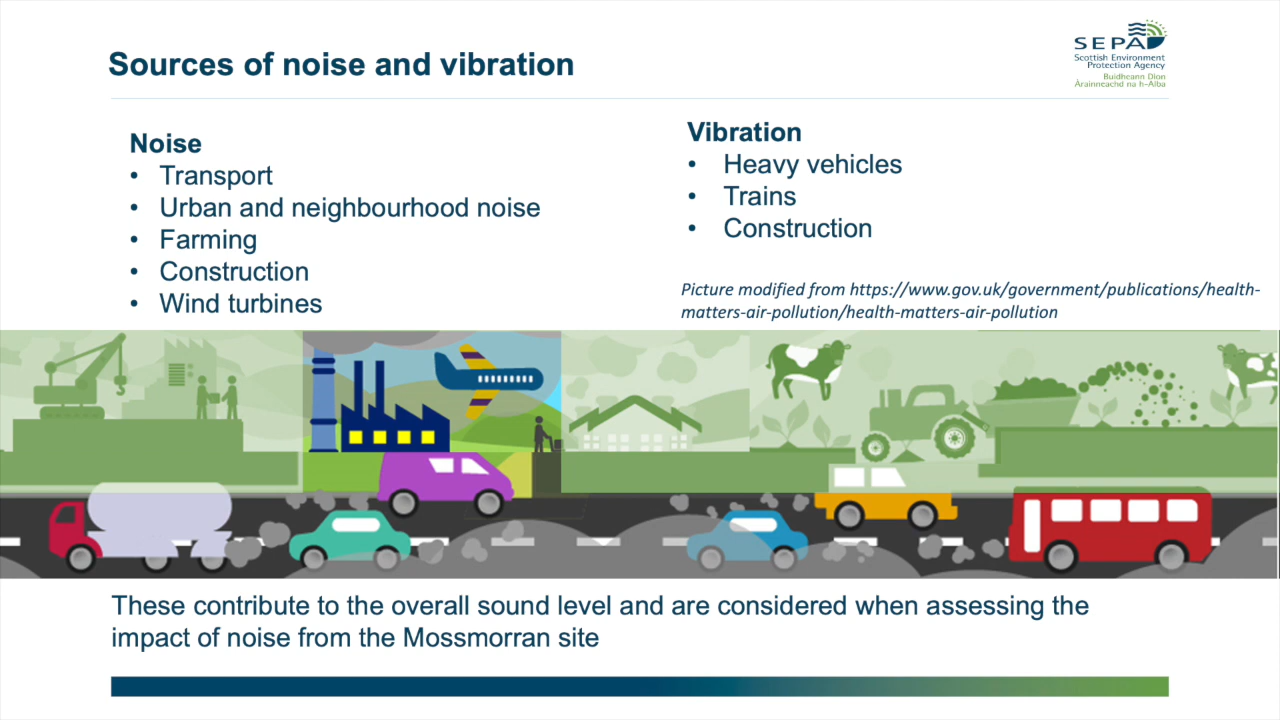 Sources of noise and vibration
SEPA
Scottish Environment
Protection Agency
Buidheann Dìon
Àrainneachd na h-Alba
Noise
• Transport
• Urban and neighbourhood noise
• Farming
• Construction
• Wind turbines
Vibration
• Heavy vehicles
• Trains
• Construction
Picture modified from https://www.gov.uk/government/publications/health-
matters-air-pollution/health-matters-air-pollution
These contribute to the overall sound level and are considered when assessing the
impact of noise from the Mossmorran site